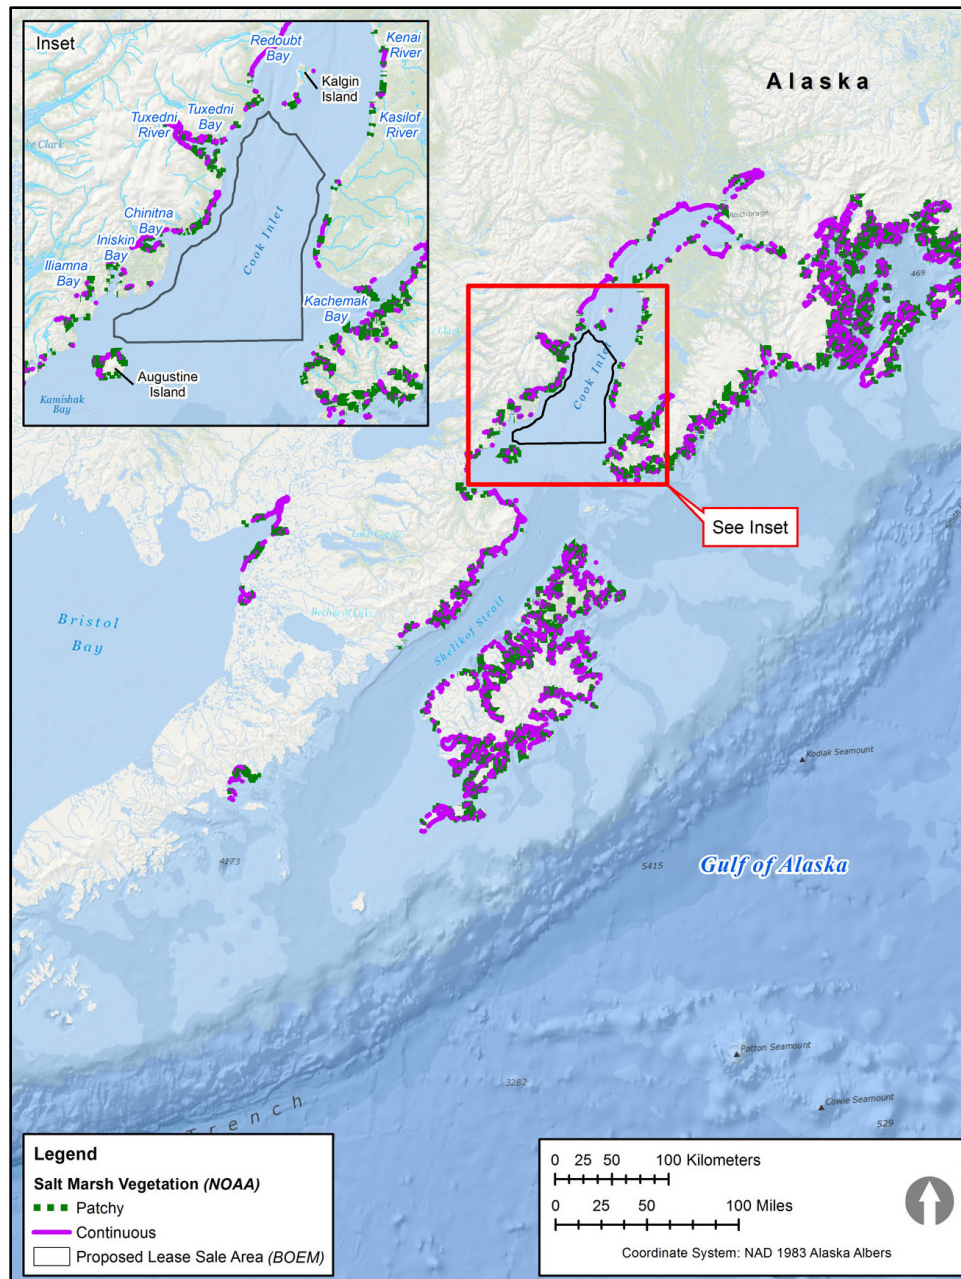 Inset
Redoubt
Bay
Kenai
River
Kalgin
Island
Tuxedni
Bay
Tuxedni
River
Kasilof
River
Clark
Chinitna
Bay
Cook Inlet
Iniskin
Bay
Iliamna
Bay
Kachemak
Bay
Augustine
Island
Kamishak
Bay
Alaska
Anchorage
469
Clark
Cook Inlet
See Inset
Bristol
Bay
Shelikof Strait
Kodiak Seamount
4173
5415
Gulf of Alaska
Patton Seamount
3282
Cowie Seamount
529
Trench
Legend
Salt Marsh Vegetation (NOAA)
Patchy
Continuous
Proposed Lease Sale Area (BOEM)
0 25 50 100 Kilometers
0 25 50 100 Miles
Coordinate System: NAD 1983 Alaska Albers